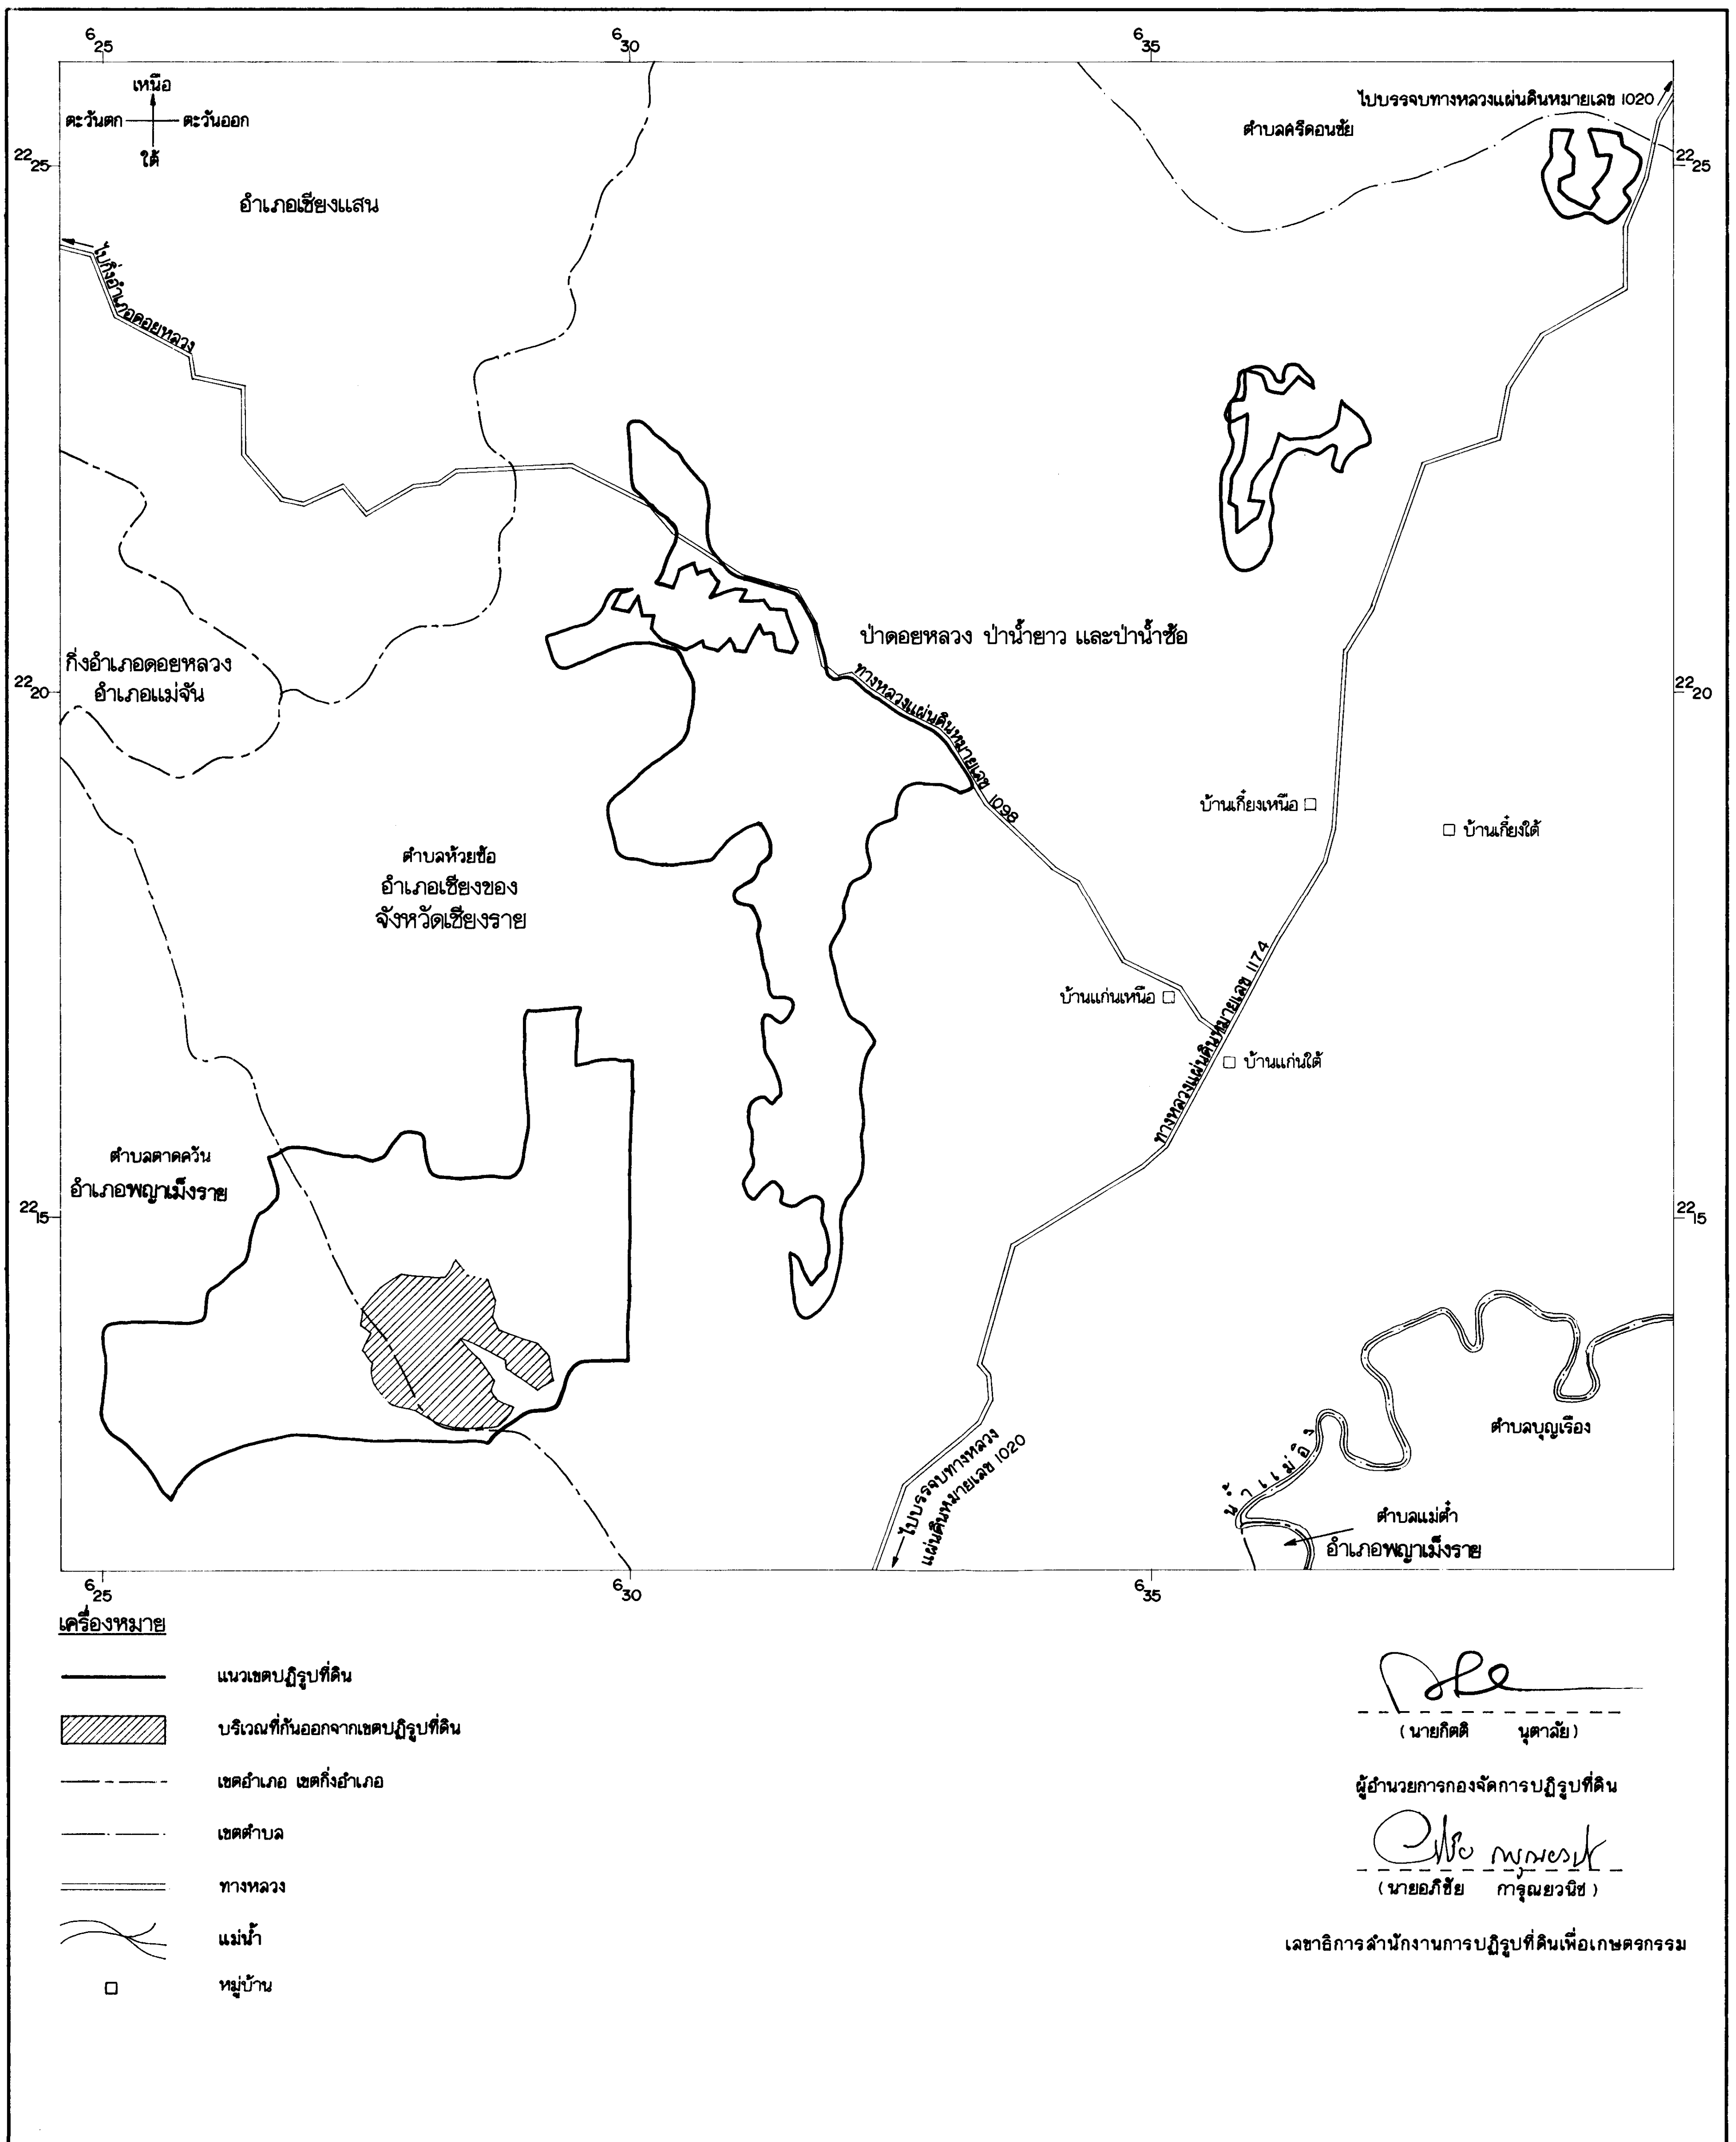 625 630 635
เหนือ
ตะวันตก ตะวันออก
ใต้
ไปบรรจบทางหลวงแผ่นดินหมายเลข 1020
ตำบลศรีดอนชัย
2225 2225
อำเภอเชียงแสน
ไปกิ่งอำเภอดอยหลวง
ป่าดอยหลวง ป่าน้ำยาว และป่าน้ำซ้อ
กิ่งอำเภอดอยหลวง
อำเภอแม่จัน
2220 2220
ทางหลวงแผ่นดินหมายเลข 1098
บ้านเกี๋ยงเหนือ
บ้านเกี๋ยงใต้
ตำบลห้วยซ้อ
อำเภอเชียงของ
จังหวัดเชียงราย
ทางหลวงแผ่นดินหมายเลข 1174
บ้านแก่นเหนือ
บ้านแก่นใต้
ตำบลตาดควัน
อำเภอพญาเม็งราย
2215 2215
ตำบลบุญเรือง
น้ำแม่อิง
ไปบรรจบทางหลวง
แผ่นดินหมายเลข 1020
ตำบลแม่ต๋ำ
อำเภอพญาเม็งราย
625 630 635
เครื่องหมาย
แนวเขตปฏิรูปที่ดิน
บริเวณที่กันออกจากเขตปฏิรูปที่ดิน
เขตอำเภอ เขตกิ่งอำเภอ
เขตตำบล
ทางหลวง
แม่น้ำ
หมู่บ้าน
(นายกิตติ นุตาลัย)
ผู้อำนวยการกองจัดการปฏิรูปที่ดิน
(นายอภิชัย การุณยวนิช)
เลขาธิการสำนักงานการปฏิรูปที่ดินเพื่อเกษตรกรรม